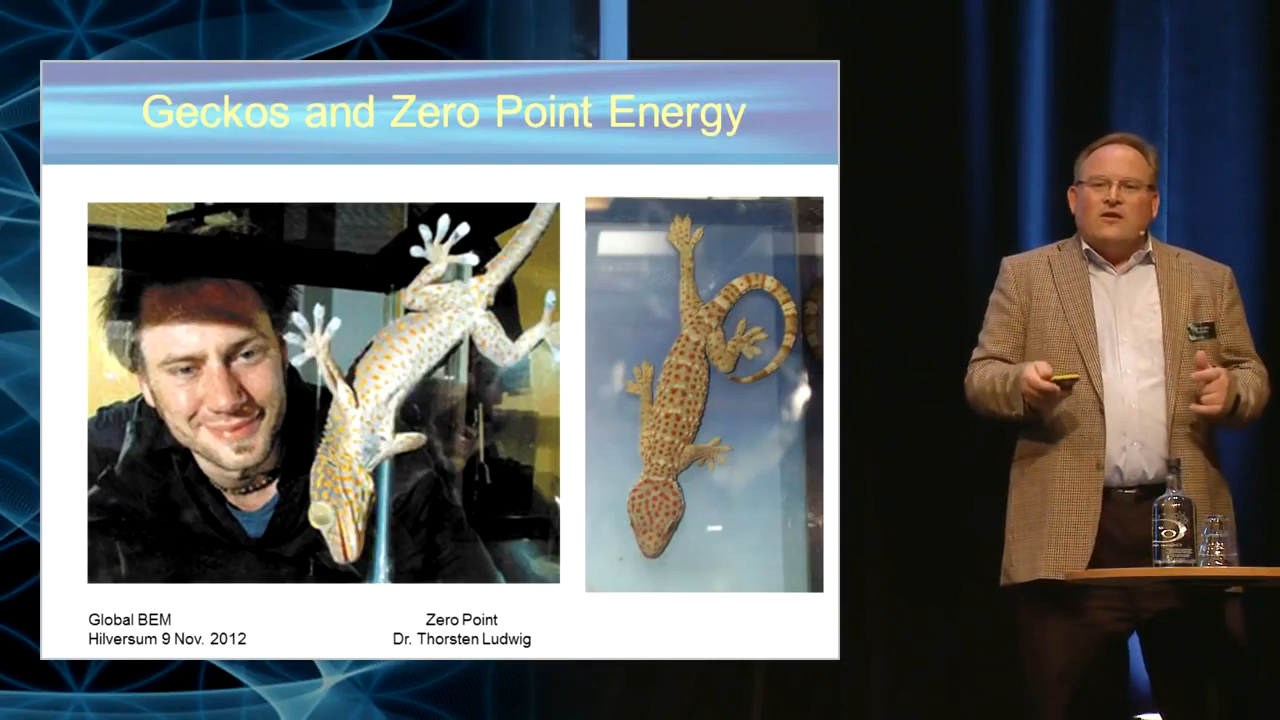 Geckos and Zero Point Energy
Global BEM
Hilversum 9 Nov. 2012
Zero Point
Dr. Thorsten Ludwig